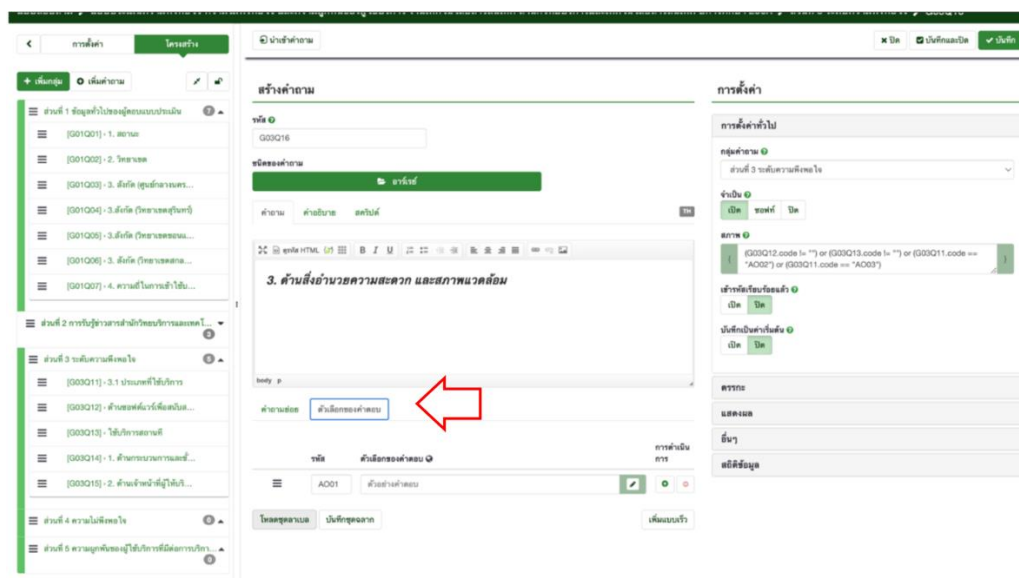 การตั้งค่า
โครงสร้าง
นำเข้าคำถาม
ปิด
บันทึกและปิด
บันทึก
+ เพิ่มกลุ่ม
เพิ่มคำถาม
ส่วนที่ 1 ข้อมูลทั่วไปของผู้ตอบแบบประเมิน
[G01Q01] - 1. สถานะ
[G01Q02] - 2. วิทยาเขต
[G01Q03] - 3. สังกัด (ศูนย์กลางนคร...
[G01Q04] - 3.สังกัด (วิทยาเขตสุรินทร์)
[G01Q05] - 3.สังกัด (วิทยาเขตขอนแ...
[G01Q06] - 3. สังกัด (วิทยาเขตสกล...
[G01Q07] - 4. ความถี่ในการเข้าใช้บ...
ส่วนที่ 2 การรับรู้ข่าวสารสำนักวิทยบริการและเทคโ...
ส่วนที่ 3 ระดับความพึงพอใจ
[G03Q11] - 3.1 ประเภทที่ใช้บริการ
[G03Q12] - ด้านซอฟต์แวร์เพื่อสนับส...
[G03Q13] - ใช้บริการสถานที่
[G03Q14] - 1. ด้านกระบวนการและขั้...
[G03Q15] - 2. ด้านเจ้าหน้าที่ผู้ให้บริ...
ส่วนที่ 4 ความไม่พึงพอใจ
ส่วนที่ 5 ความผูกพันของผู้ใช้บริการที่มีต่อการบริกา...
สร้างคำถาม
รหัส
G03Q16
ชนิดของคำถาม
อาร์เรย์
คำถาม
คำอธิบาย
สคริปต์
TH
ซอร์ส HTML
B I U
3. ด้านสิ่งอำนวยความสะดวก และสภาพแวดล้อม
body p
คำถามย่อย
ตัวเลือกของคำตอบ
รหัส
ตัวเลือกของคำตอบ
การดำเนินการ
AO01
ตัวอย่างคำตอบ
โหลดชุดลาเบล
บันทึกชุดฉลาก
เพิ่มแบบเร็ว
การตั้งค่า
การตั้งค่าทั่วไป
กลุ่มคำถาม
ส่วนที่ 3 ระดับความพึงพอใจ
จำเป็น
เปิด
ซอฟท์
ปิด
สภาพ
{
(G03Q12.code != "") or (G03Q13.code != "") or (G03Q11.code ==
"AO02") or (G03Q11.code == "AO03")
}
เข้ารหัสเรียบร้อยแล้ว
เปิด
ปิด
บันทึกเป็นค่าเริ่มต้น
เปิด
ปิด
ตรรกะ
แสดงผล
อื่นๆ
สถิติข้อมูล